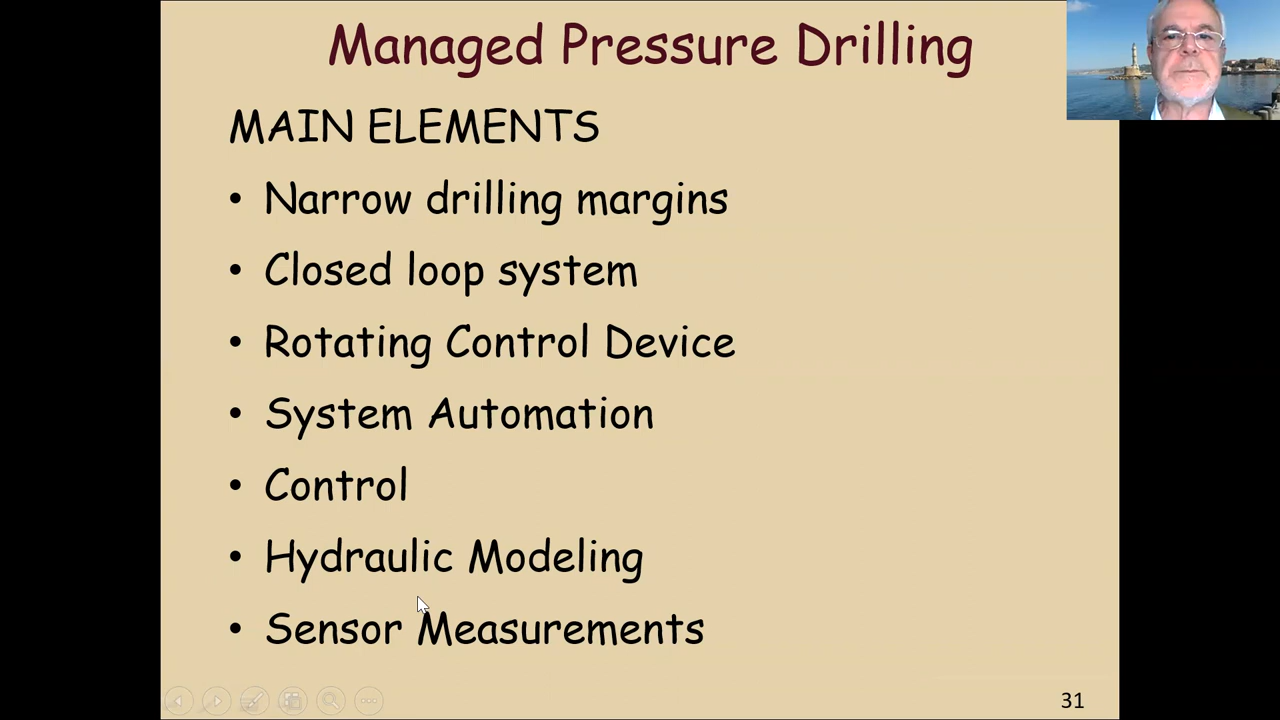 Managed Pressure Drilling
MAIN ELEMENTS
• Narrow drilling margins
• Closed loop system
• Rotating Control Device
• System Automation
• Control
• Hydraulic Modeling
• Sensor Measurements
31